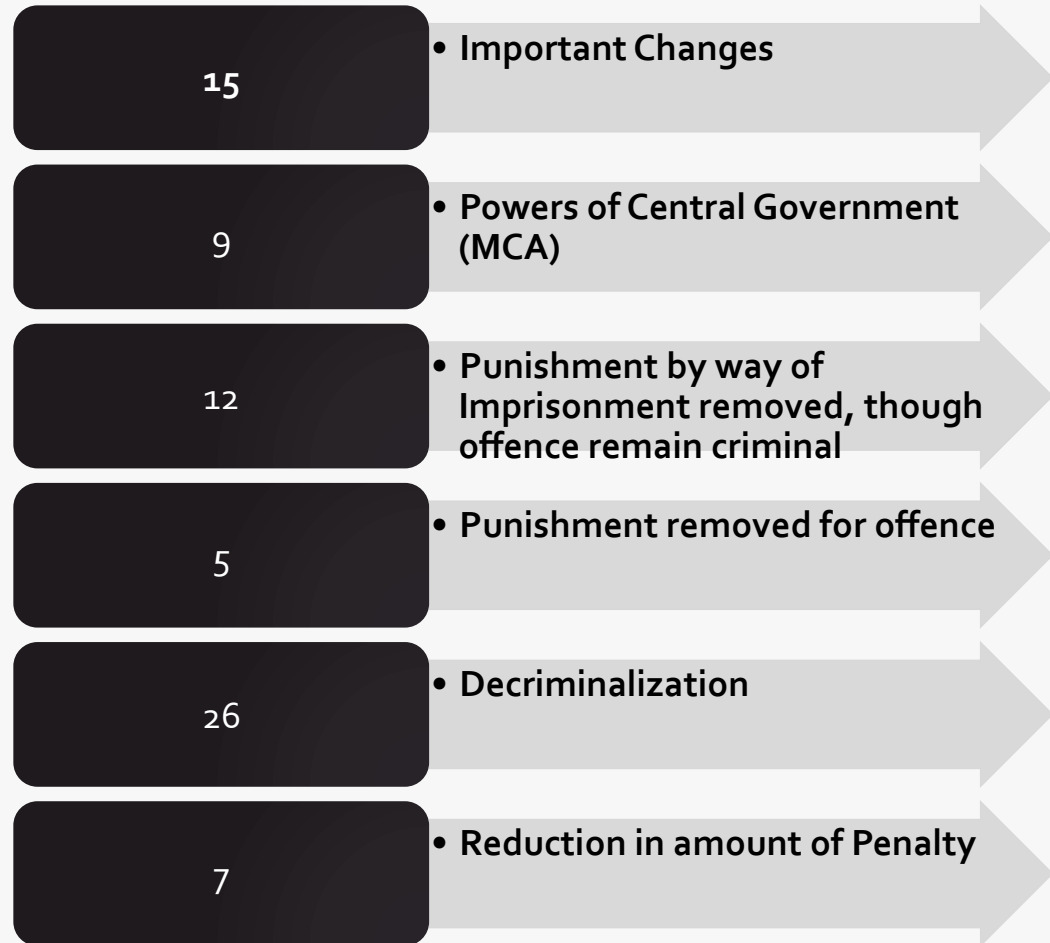 15
• Important Changes
9
• Powers of Central Government
(MCA)
12
• Punishment by way of
Imprisonment removed, though
offence remain criminal
5
• Punishment removed for offence
26
• Decriminalization
7
• Reduction in amount of Penalty